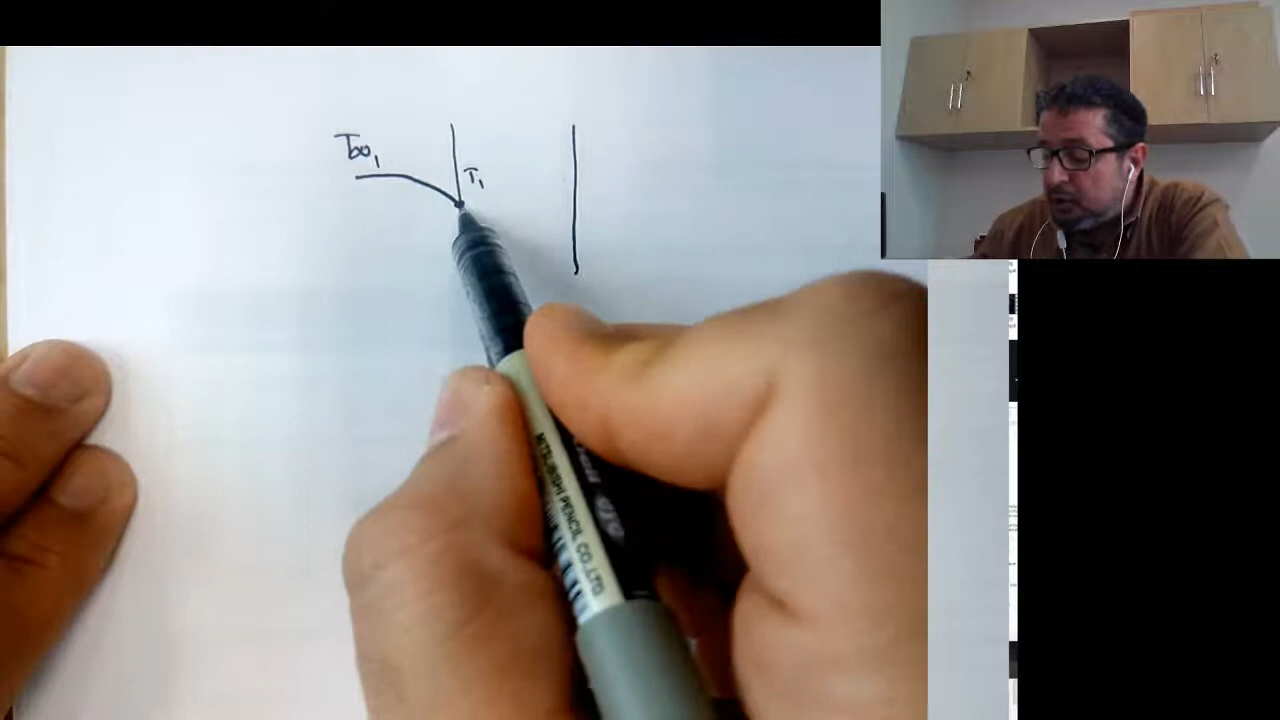 T∞,1
T1
MITSUBISHI PENCIL CO., LTD